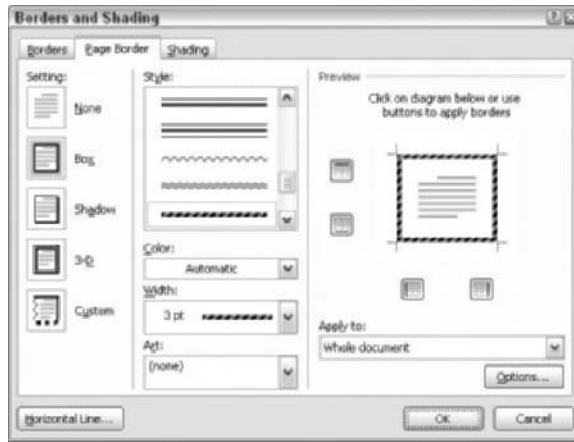 Borders and Shading
Borders
Page Border
Shading
Setting:
None
Box
Shadow
3-D
Custom
Style:
Color:
Automatic
Width:
3 pt
Art:
(none)
Preview
Click on diagram below or use
buttons to apply borders
Apply to:
Whole document
Options...
Horizontal Line...
OK
Cancel